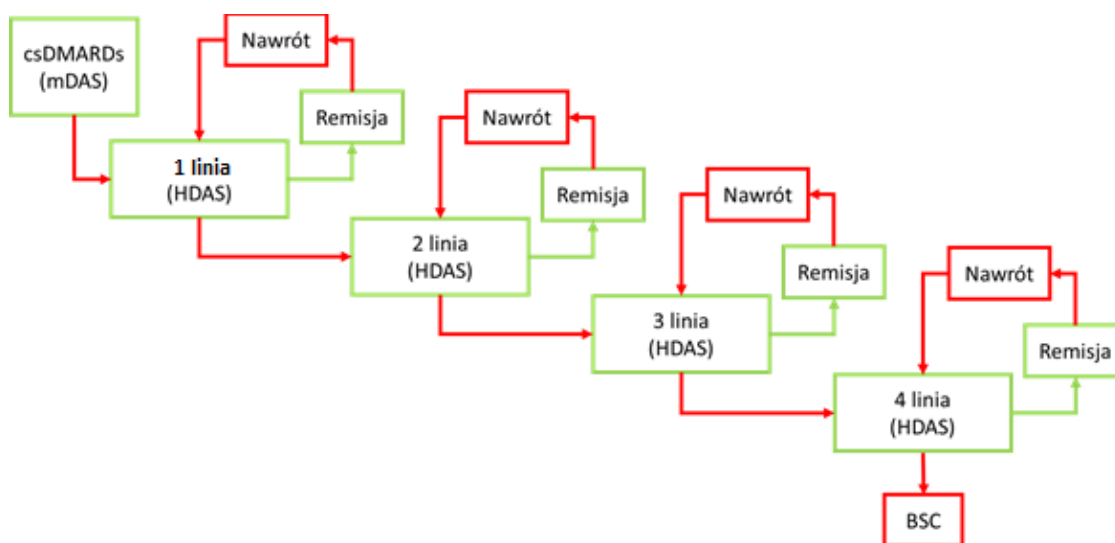 csDMARDs
(mDAS)
Nawrót
Remisja
1 linia
(HDAS)
Nawrót
Remisja
2 linia
(HDAS)
Nawrót
Remisja
3 linia
(HDAS)
Nawrót
Remisja
4 linia
(HDAS)
BSC